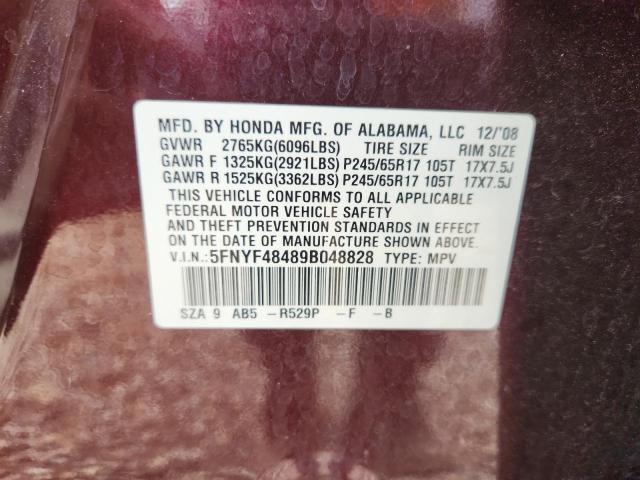 MFD. BY HONDA MFG. OF ALABAMA, LLC 12/'08
GVWR 2765KG(6096LBS) TIRE SIZE RIM SIZE
GAWR F 1325KG(2921LBS) P245/65R17 105T 17X7.5J
GAWR R 1525KG(3362LBS) P245/65R17 105T 17X7.5J
THIS VEHICLE CONFORMS TO ALL APPLICABLE
FEDERAL MOTOR VEHICLE SAFETY
AND THEFT PREVENTION STANDARDS IN EFFECT
ON THE DATE OF MANUFACTURE SHOWN ABOVE.
V.I.N.: 5FNYF48489B048828 TYPE: MPV
SZA 9 AB5 -R529P -F -B